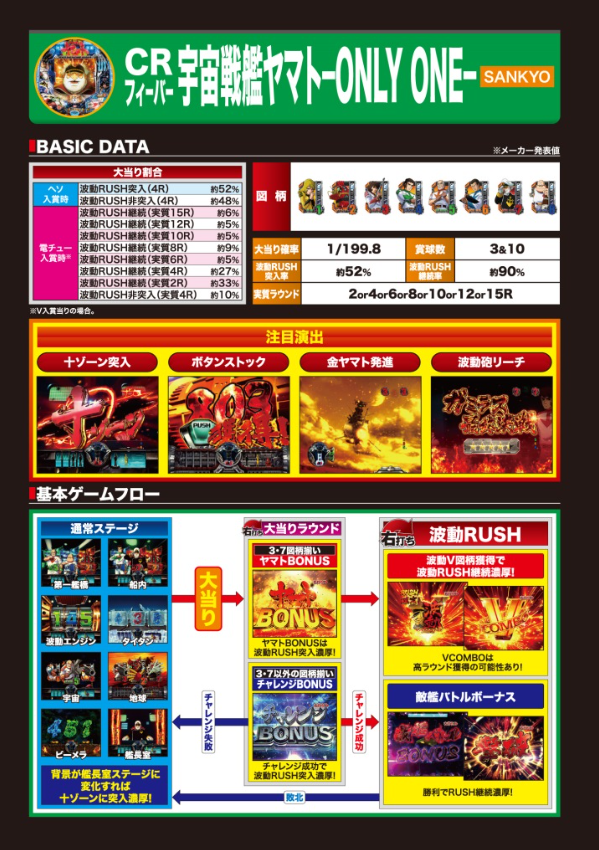 CR
フィーバー
宇宙戦艦ヤマト-ONLY ONE-
SANKYO
BASIC DATA
※メーカー発表値
大当り割合
ヘソ
入賞時
波動RUSH突入(4R) 約52%
波動RUSH非突入(4R) 約48%
電チュー
入賞時※
波動RUSH継続(実質15R) 約6%
波動RUSH継続(実質12R) 約5%
波動RUSH継続(実質10R) 約5%
波動RUSH継続(実質8R) 約9%
波動RUSH継続(実質6R) 約5%
波動RUSH継続(実質4R) 約27%
波動RUSH継続(実質2R) 約33%
波動RUSH非突入(実質4R) 約10%
※V入賞当りの場合。
図柄
大当り確率 1/199.8 賞球数 3&10
波動RUSH
突入率
約52%
波動RUSH
継続率
約90%
実質ラウンド 2or4or6or8or10or12or15R
注目演出
十ゾーン突入
ボタンストック
金ヤマト発進
波動砲リーチ
十ゾーン
PUSH
基本ゲームフロー
通常ステージ
第一艦橋
船内
波動エンジン
タイタン
宇宙
地球
ビーメラ
艦長室
背景が艦長室ステージに
変化すれば
十ゾーンに突入濃厚!
大当り
右打ち
大当りラウンド
3・7図柄揃い
ヤマトBONUS
BONUS
ヤマトBONUSは
波動RUSH突入濃厚!
3・7以外の図柄揃い
チャレンジBONUS
チャレンジ
BONUS
チャレンジ成功で
波動RUSH突入濃厚!
チャレンジ失敗
チャレンジ成功
右打ち
波動RUSH
波動V図柄獲得で
波動RUSH継続濃厚!
COMBO
VCOMBOは
高ラウンド獲得の可能性あり!
敵艦バトルボーナス
勝利でRUSH継続濃厚!
敗北